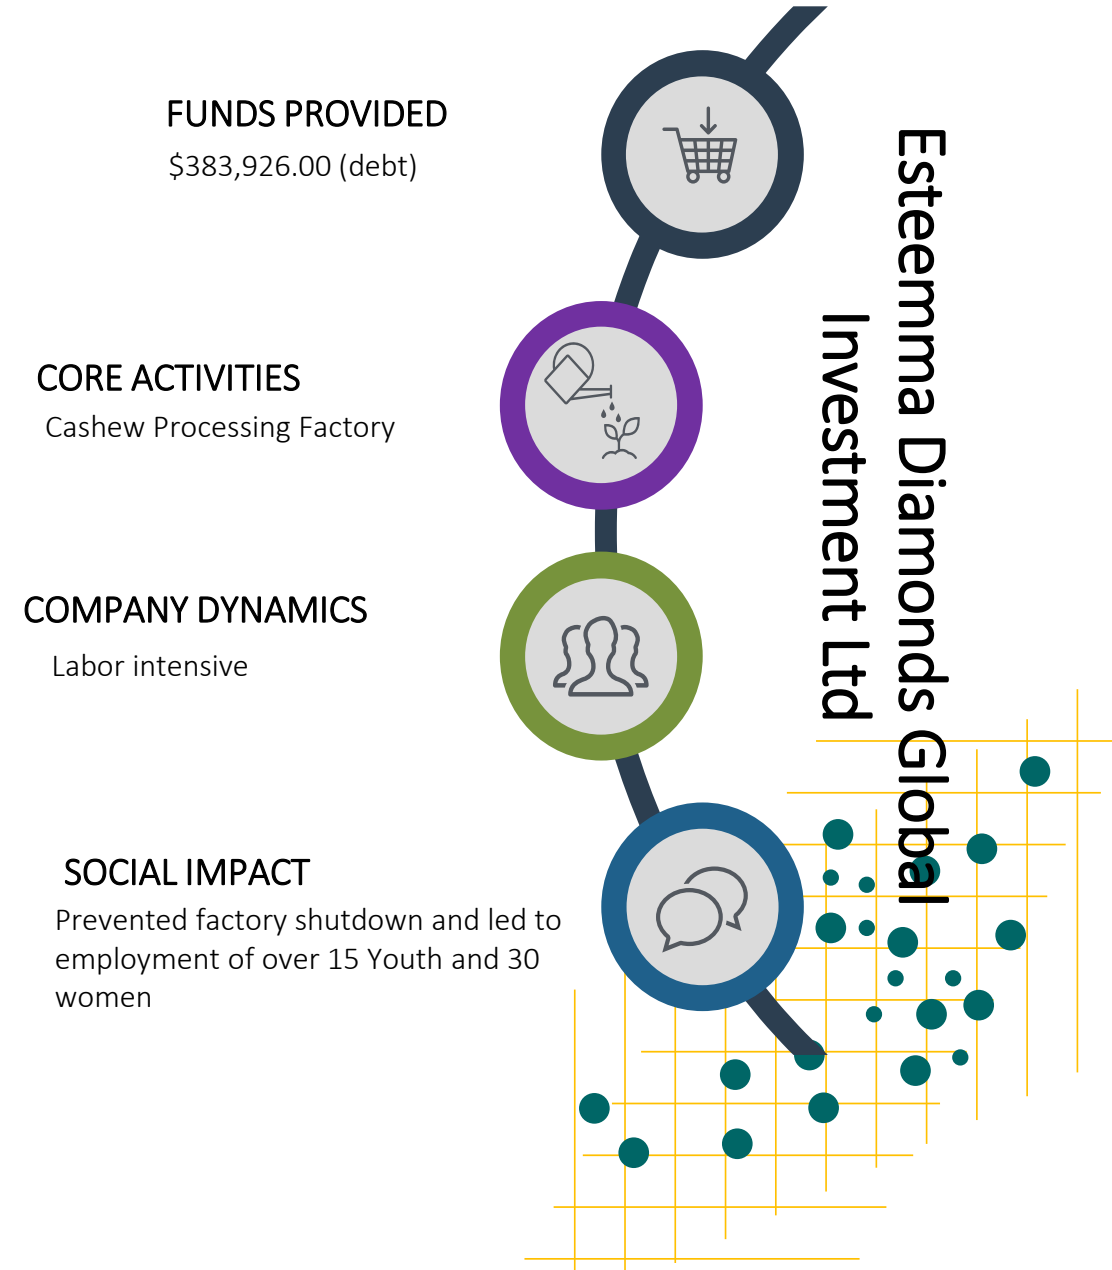 FUNDS PROVIDED
$383,926.00 (debt)
Esteemma Diamonds Global
Investment Ltd
CORE ACTIVITIES
Cashew Processing Factory
COMPANY DYNAMICS
Labor intensive
SOCIAL IMPACT
Prevented factory shutdown and led to
employment of over 15 Youth and 30
women